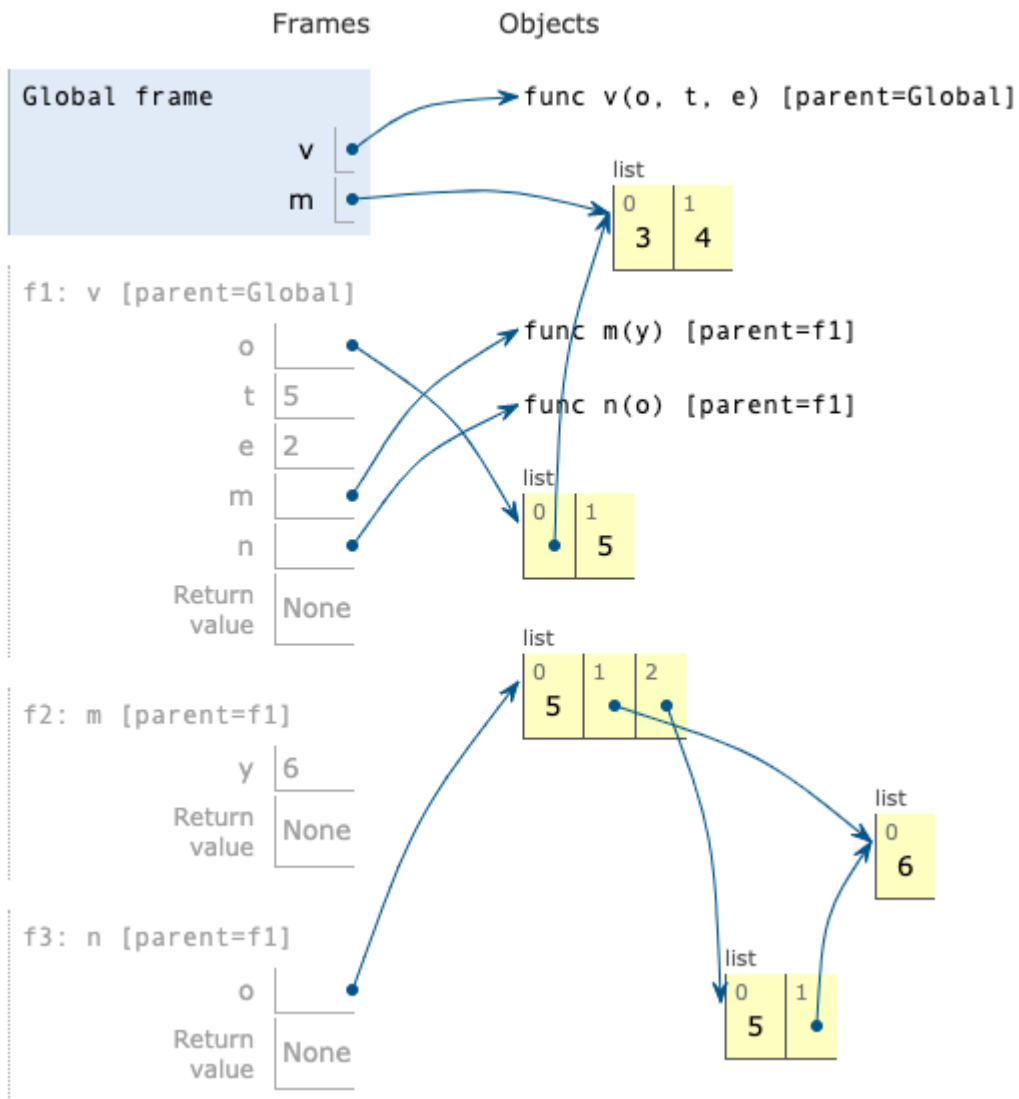 Frames Objects
Global frame
func v(o, t, e) [parent=Global]
v
m
list
0 1
3 4
f1: v [parent=Global]
func m(y) [parent=f1]
o
t 5
func n(o) [parent=f1]
e 2
list
m
0 1
n
5
Return value None
list
0 1 2
5
f2: m [parent=f1]
y 6
list
Return value None
0
6
f3: n [parent=f1]
list
o
0 1
5
Return value None